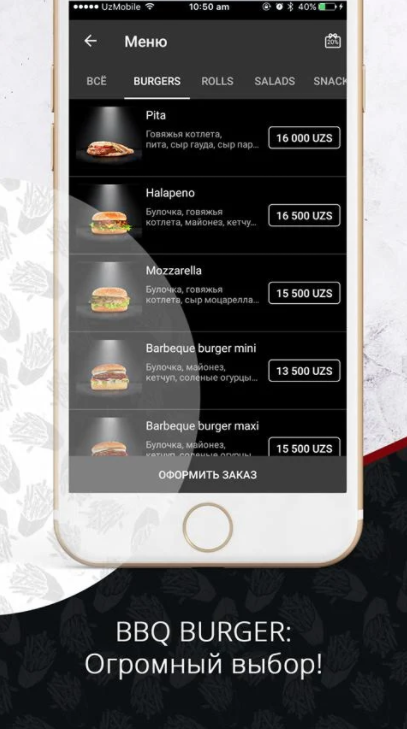 UzMobile 10:50 am 40%
Меню
20%
ВСЁ BURGERS ROLLS SALADS SNACK
Pita
Говяжья котлета,
пита, сыр гауда, сыр пар...
16 000 UZS
Halapeno
Булочка, говяжья
котлета, майонез, кетчу...
16 500 UZS
Mozzarella
Булочка, говяжья
котлета, сыр моцарелла...
15 500 UZS
Barbeque burger mini
Булочка, майонез,
кетчуп, соленые огурцы...
13 500 UZS
Barbeque burger maxi
Булочка, майонез,
кетчуп, соленые огурцы
15 500 UZS
ОФОРМИТЬ ЗАКАЗ
BBQ BURGER:
Огромный выбор!